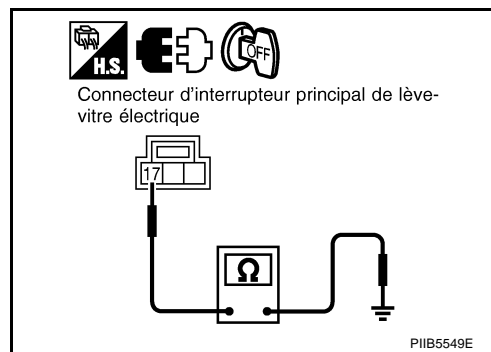 H.S.
OFF
Connecteur d'interrupteur principal de lève-
vitre électrique
17
Ω
PIIB5549E